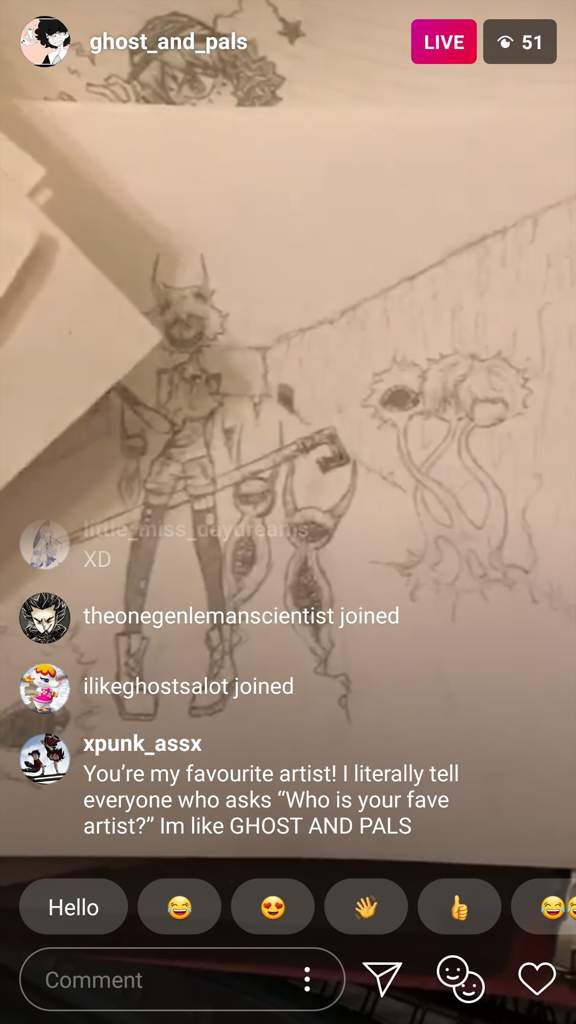 ghost_and_pals
LIVE
51
little_miss_daydreams
XD
theonegenlemanscientist joined
ilikeghostsalot joined
xpunk_assx
You’re my favourite artist! I literally tell
everyone who asks “Who is your fave
artist?” Im like GHOST AND PALS
Hello
Comment